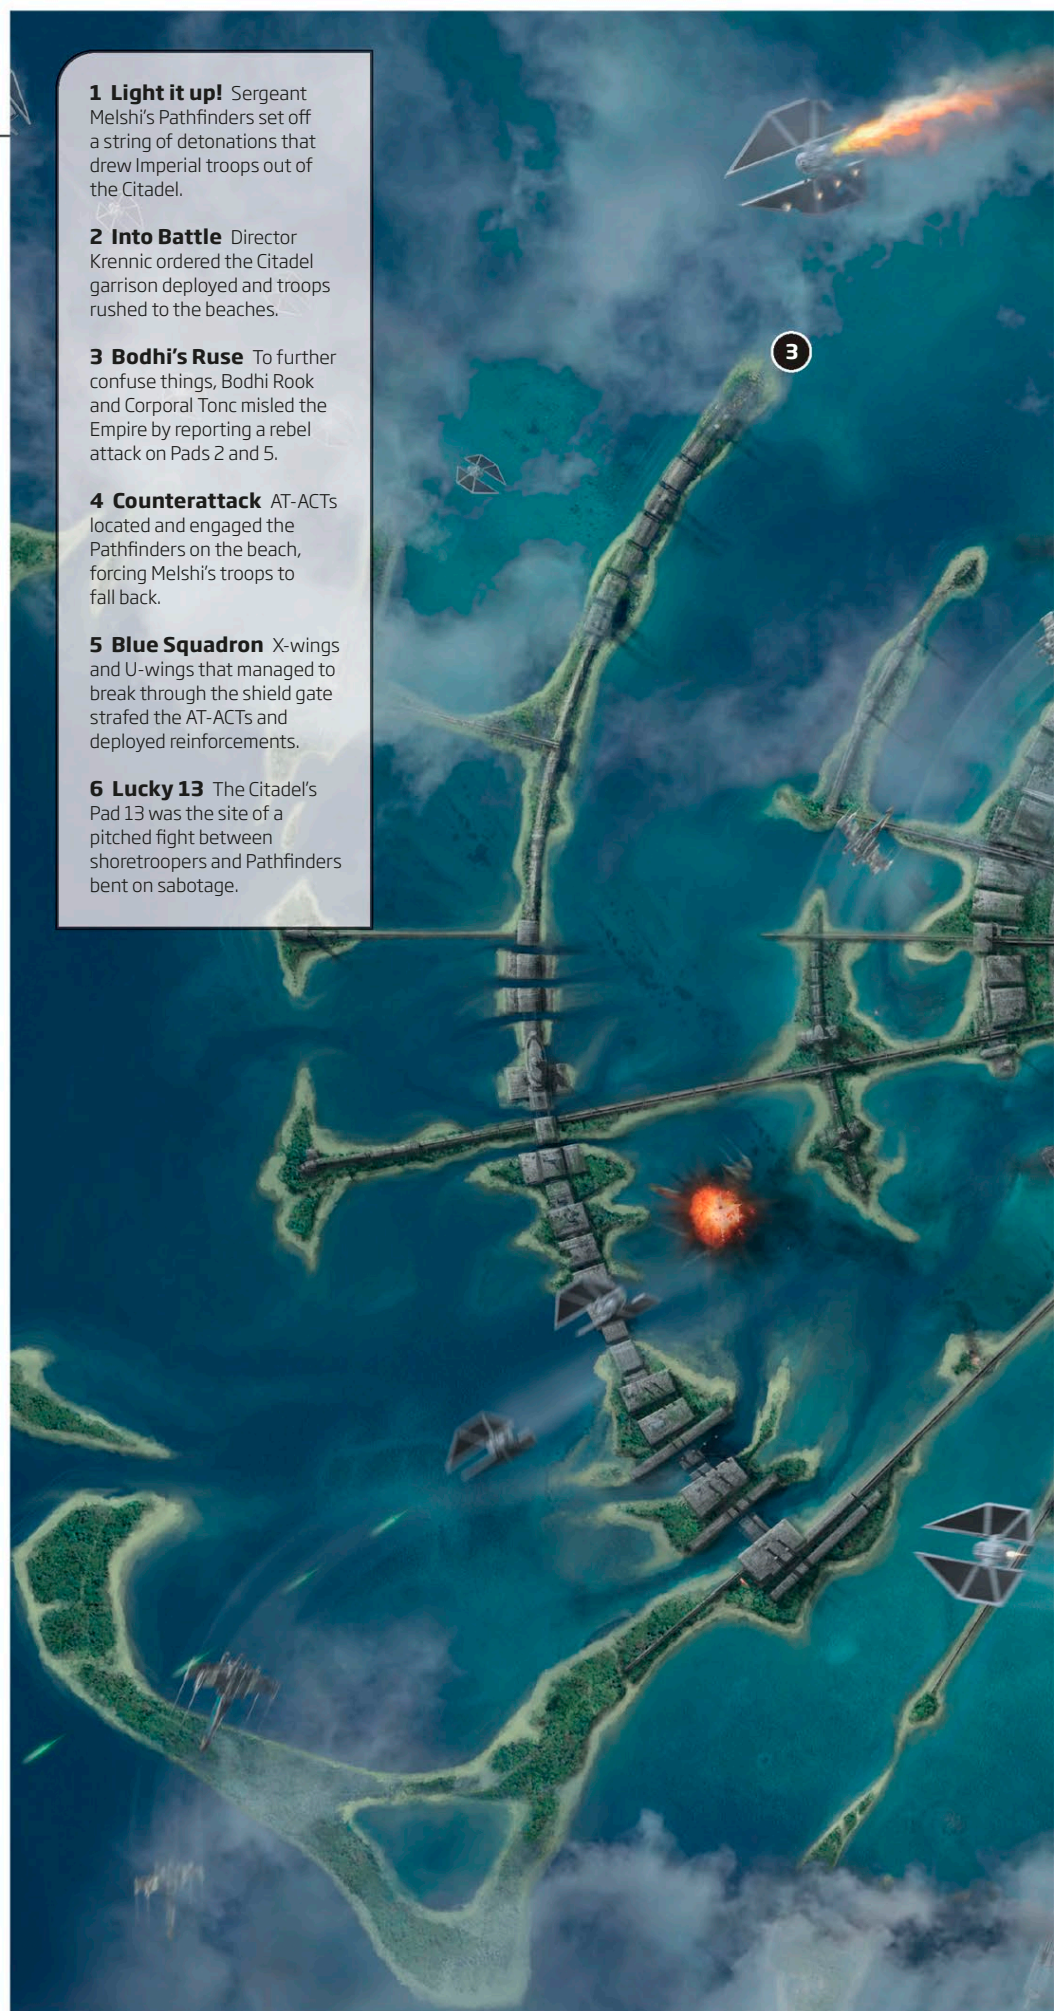 1 Light it up! Sergeant
Melshi's Pathfinders set off
a string of detonations that
drew Imperial troops out of
the Citadel.
2 Into Battle Director
Krennic ordered the Citadel
garrison deployed and troops
rushed to the beaches.
3 Bodhi's Ruse To further
confuse things, Bodhi Rook
and Corporal Tonc misled the
Empire by reporting a rebel
attack on Pads 2 and 5.
4 Counterattack AT-ACTs
located and engaged the
Pathfinders on the beach,
forcing Melshi's troops to
fall back.
5 Blue Squadron X-wings
and U-wings that managed to
break through the shield gate
strafed the AT-ACTs and
deployed reinforcements.
6 Lucky 13 The Citadel's
Pad 13 was the site of a
pitched fight between
shoretroopers and Pathfinders
bent on sabotage.
3